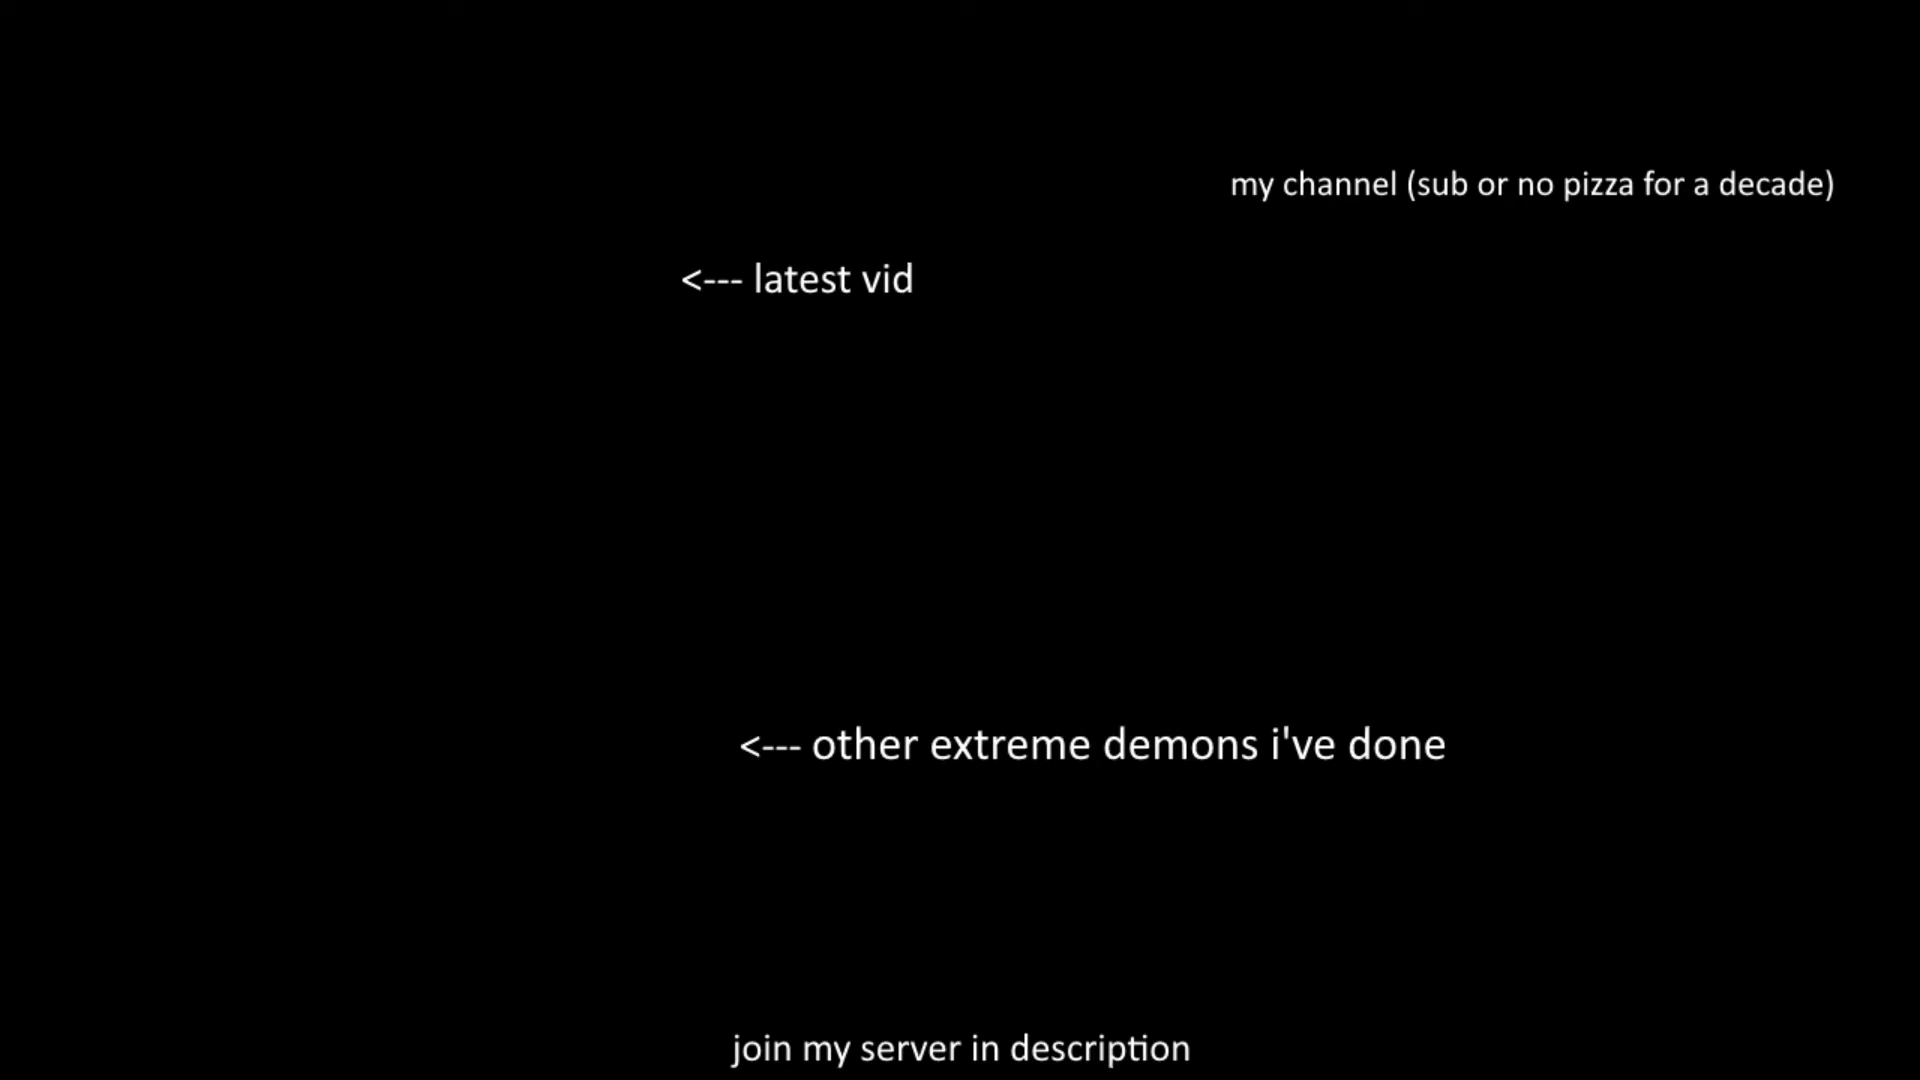 my channel (sub or no pizza for a decade)
<--- latest vid
<--- other extreme demons i've done
join my server in description